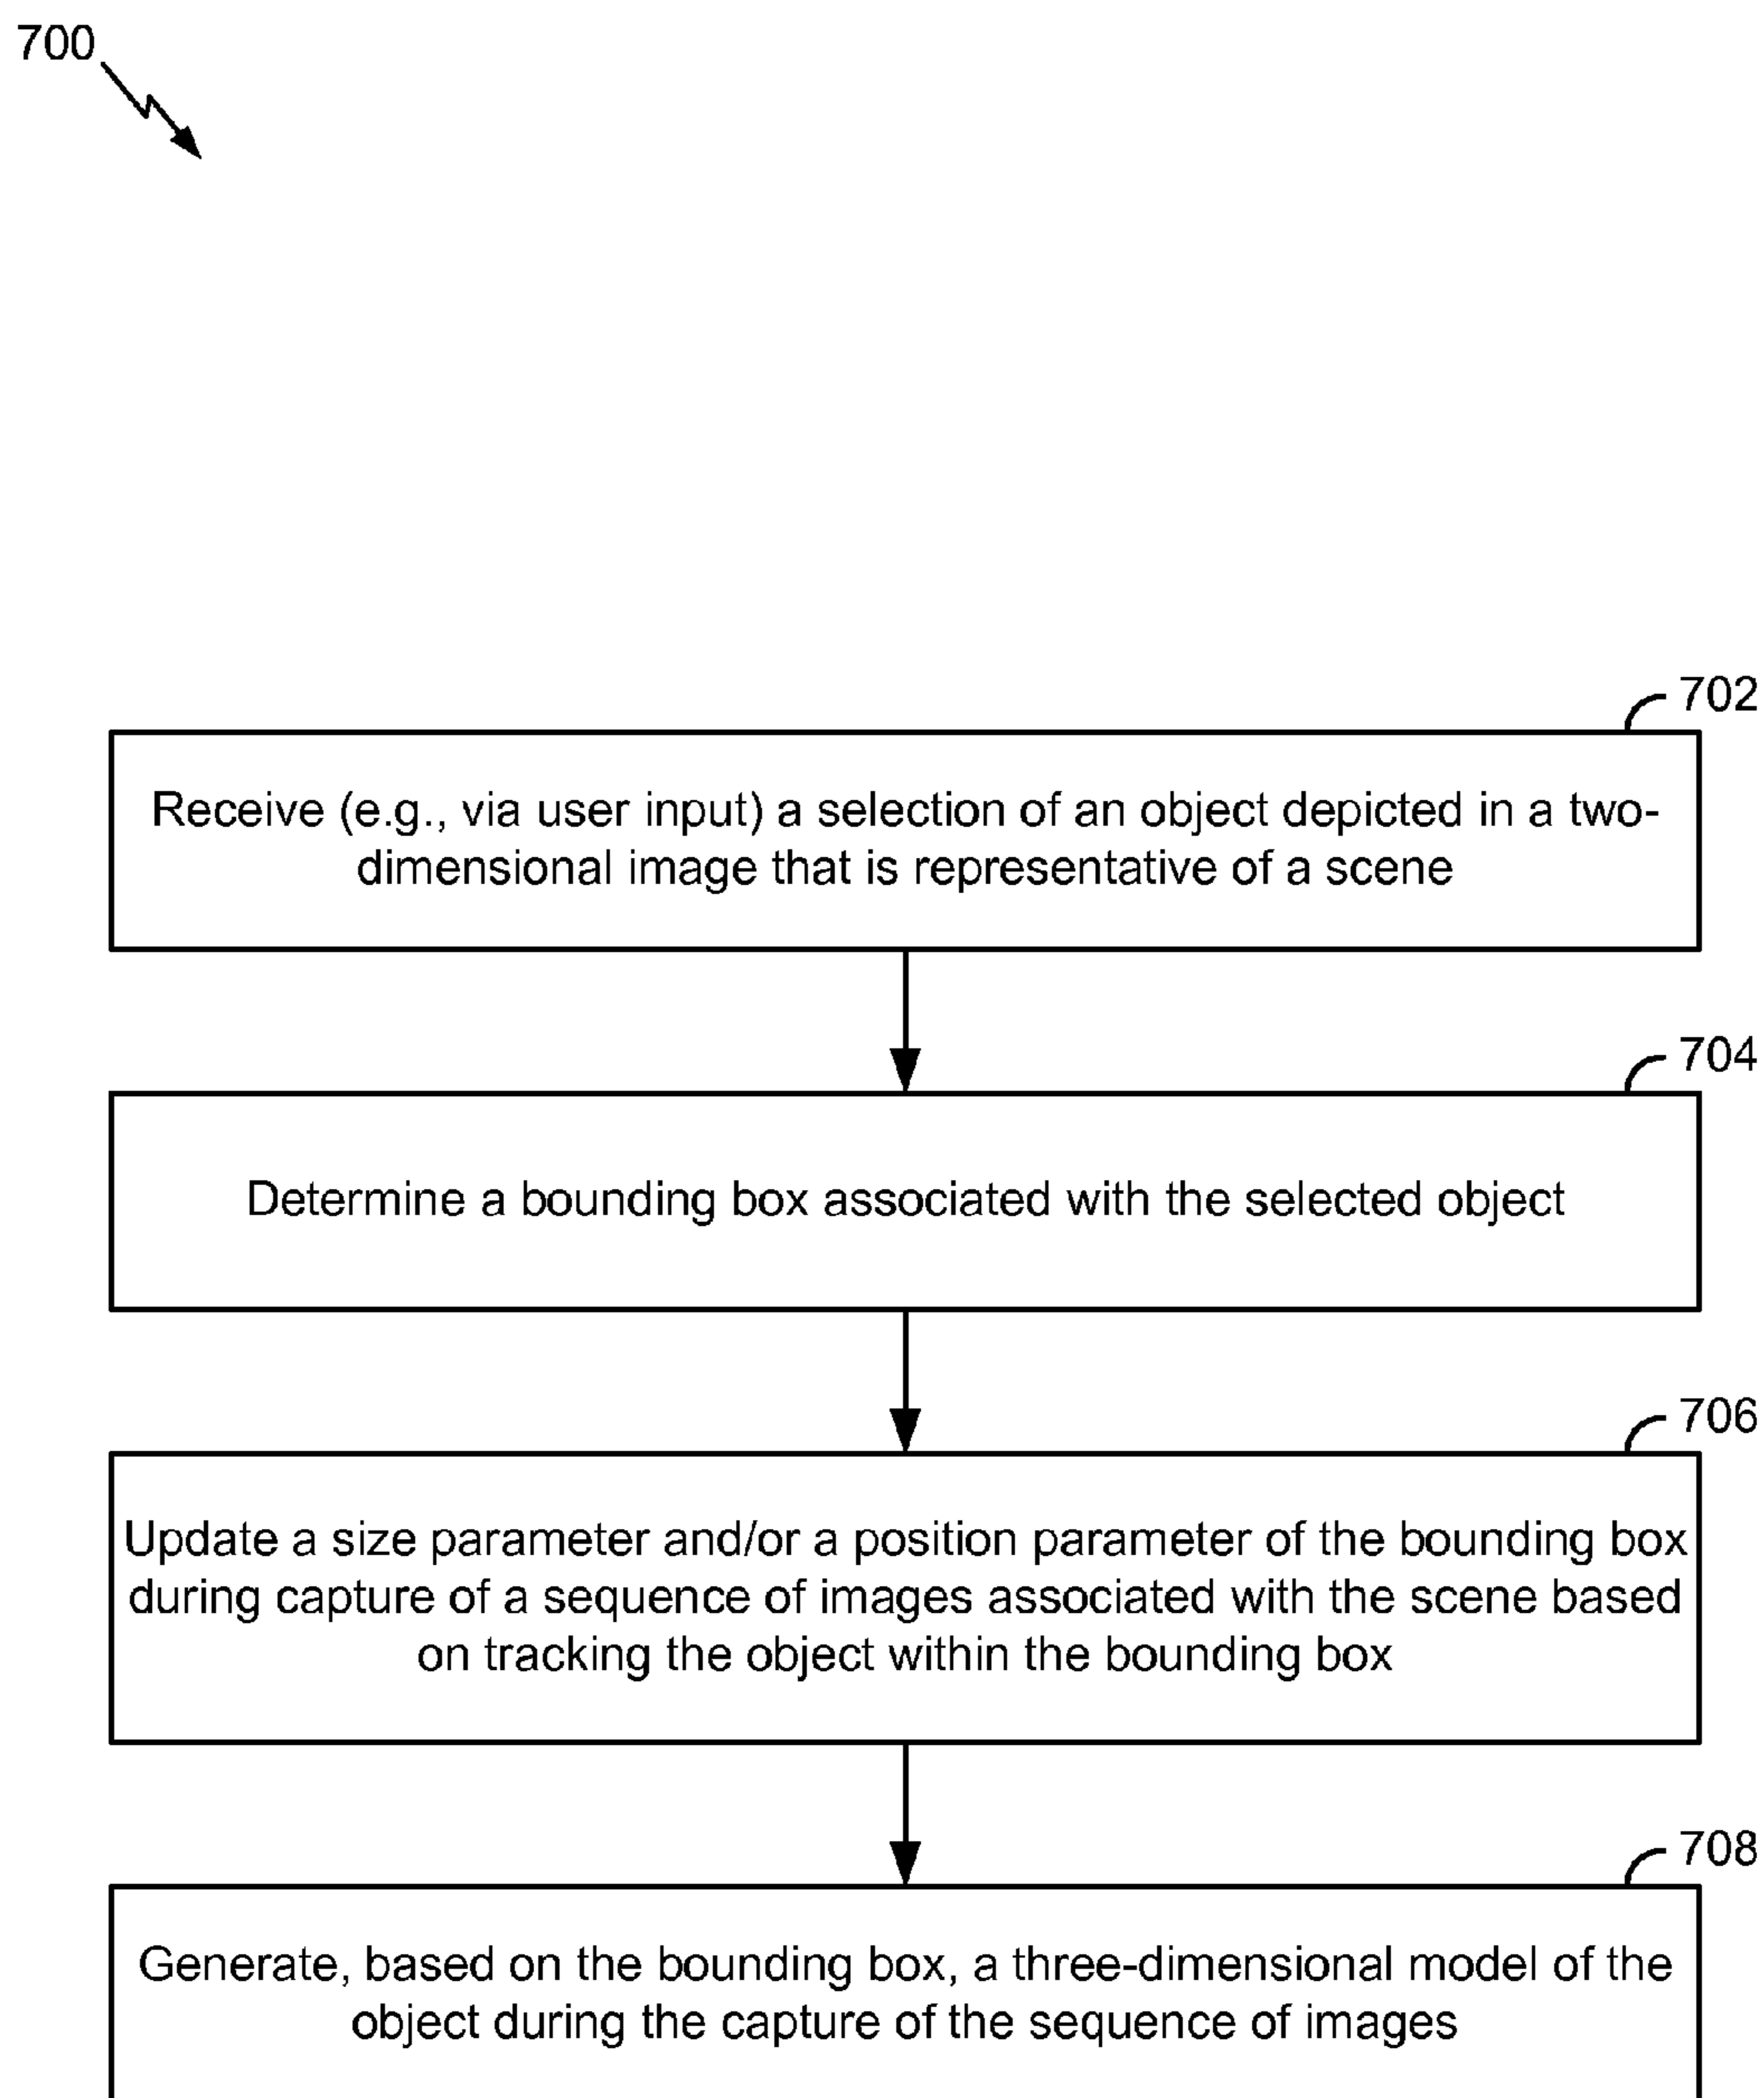 700
702
Receive (e.g., via user input) a selection of an object depicted in a two-
dimensional image that is representative of a scene
704
Determine a bounding box associated with the selected object
706
Update a size parameter and/or a position parameter of the bounding box
during capture of a sequence of images associated with the scene based
on tracking the object within the bounding box
708
Generate, based on the bounding box, a three-dimensional model of the
object during the capture of the sequence of images